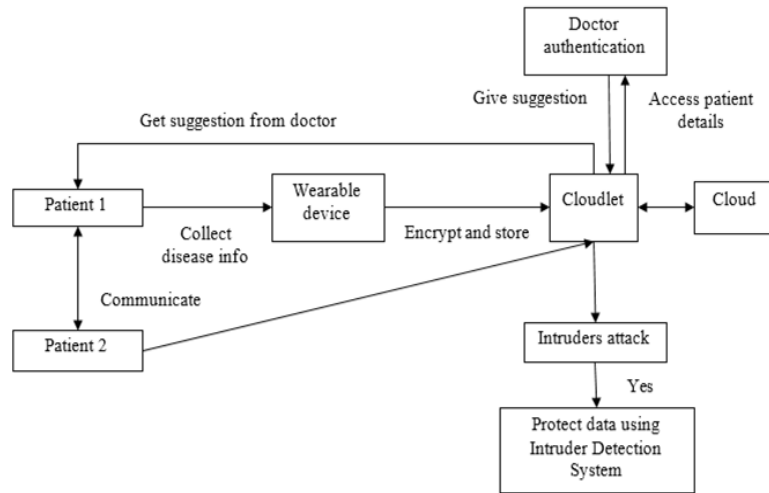 Doctor
authentication
Give suggestion
Access patient
details
Get suggestion from doctor
Patient 1
Wearable
device
Cloudlet
Cloud
Collect
disease info
Encrypt and store
Communicate
Patient 2
Intruders attack
Yes
Protect data using
Intruder Detection
System